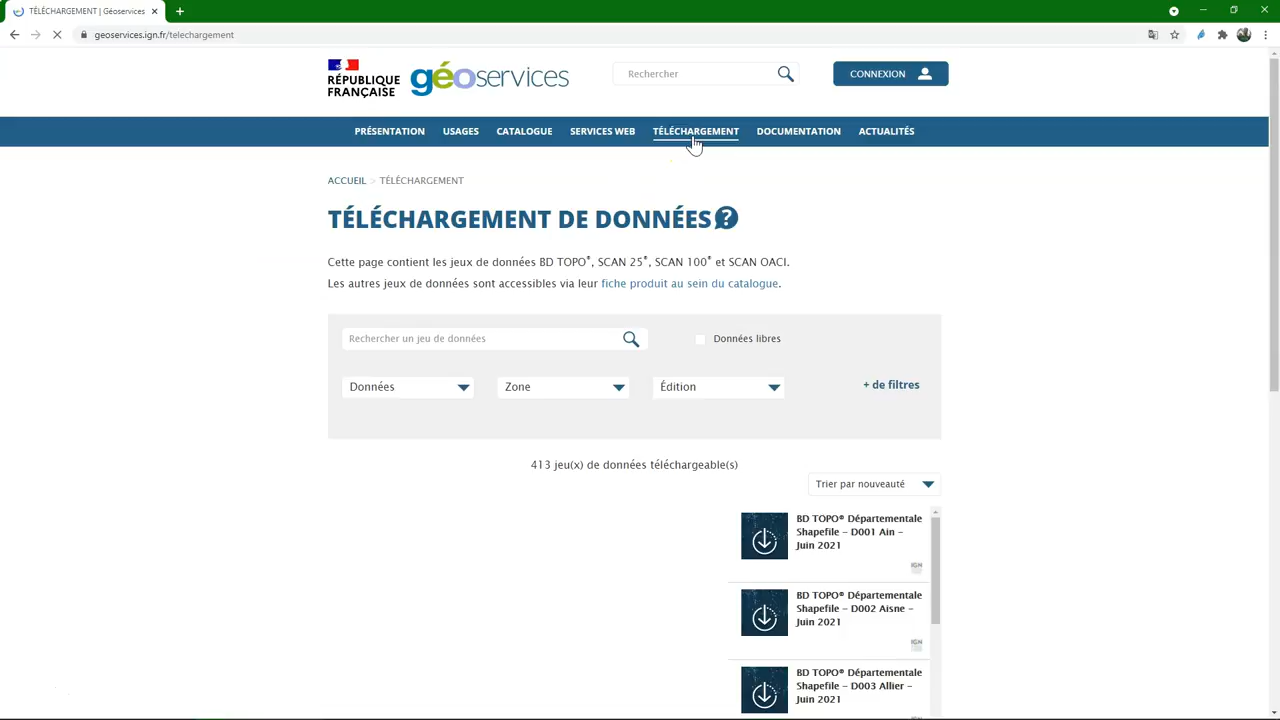 TÉLÉCHARGEMENT | Géoservices
geoservices.ign.fr/telechargement
RÉPUBLIQUE
FRANÇAISE
géoservices
Rechercher
CONNEXION
PRÉSENTATION USAGES CATALOGUE SERVICES WEB TÉLÉCHARGEMENT DOCUMENTATION ACTUALITÉS
ACCUEIL > TÉLÉCHARGEMENT
TÉLÉCHARGEMENT DE DONNÉES ?
Cette page contient les jeux de données BD TOPO®, SCAN 25®, SCAN 100® et SCAN OACI.
Les autres jeux de données sont accessibles via leur fiche produit au sein du catalogue.
Rechercher un jeu de données
Données libres
Données
Zone
Édition
+ de filtres
413 jeu(x) de données téléchargeable(s)
Trier par nouveauté
BD TOPO® Départementale
Shapefile - D001 Ain -
Juin 2021
IGN
BD TOPO® Départementale
Shapefile - D002 Aisne -
Juin 2021
IGN
BD TOPO® Départementale
Shapefile - D003 Allier -
Juin 2021